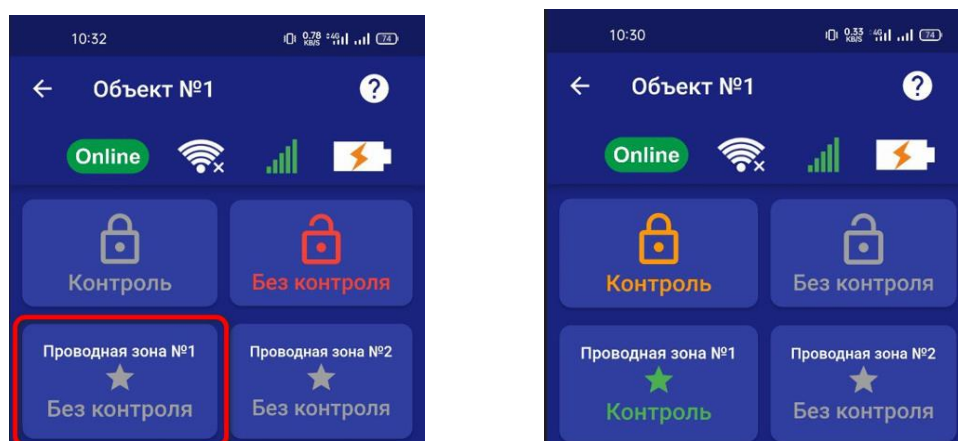 10:32 0.78 KB/S 4G 74
Объект №1 ?
Online
Контроль Без контроля
Проводная зона №1 Проводная зона №2
Без контроля Без контроля
10:30 0.33 KB/S 4G 74
Объект №1 ?
Online
Контроль Без контроля
Проводная зона №1 Проводная зона №2
Контроль Без контроля